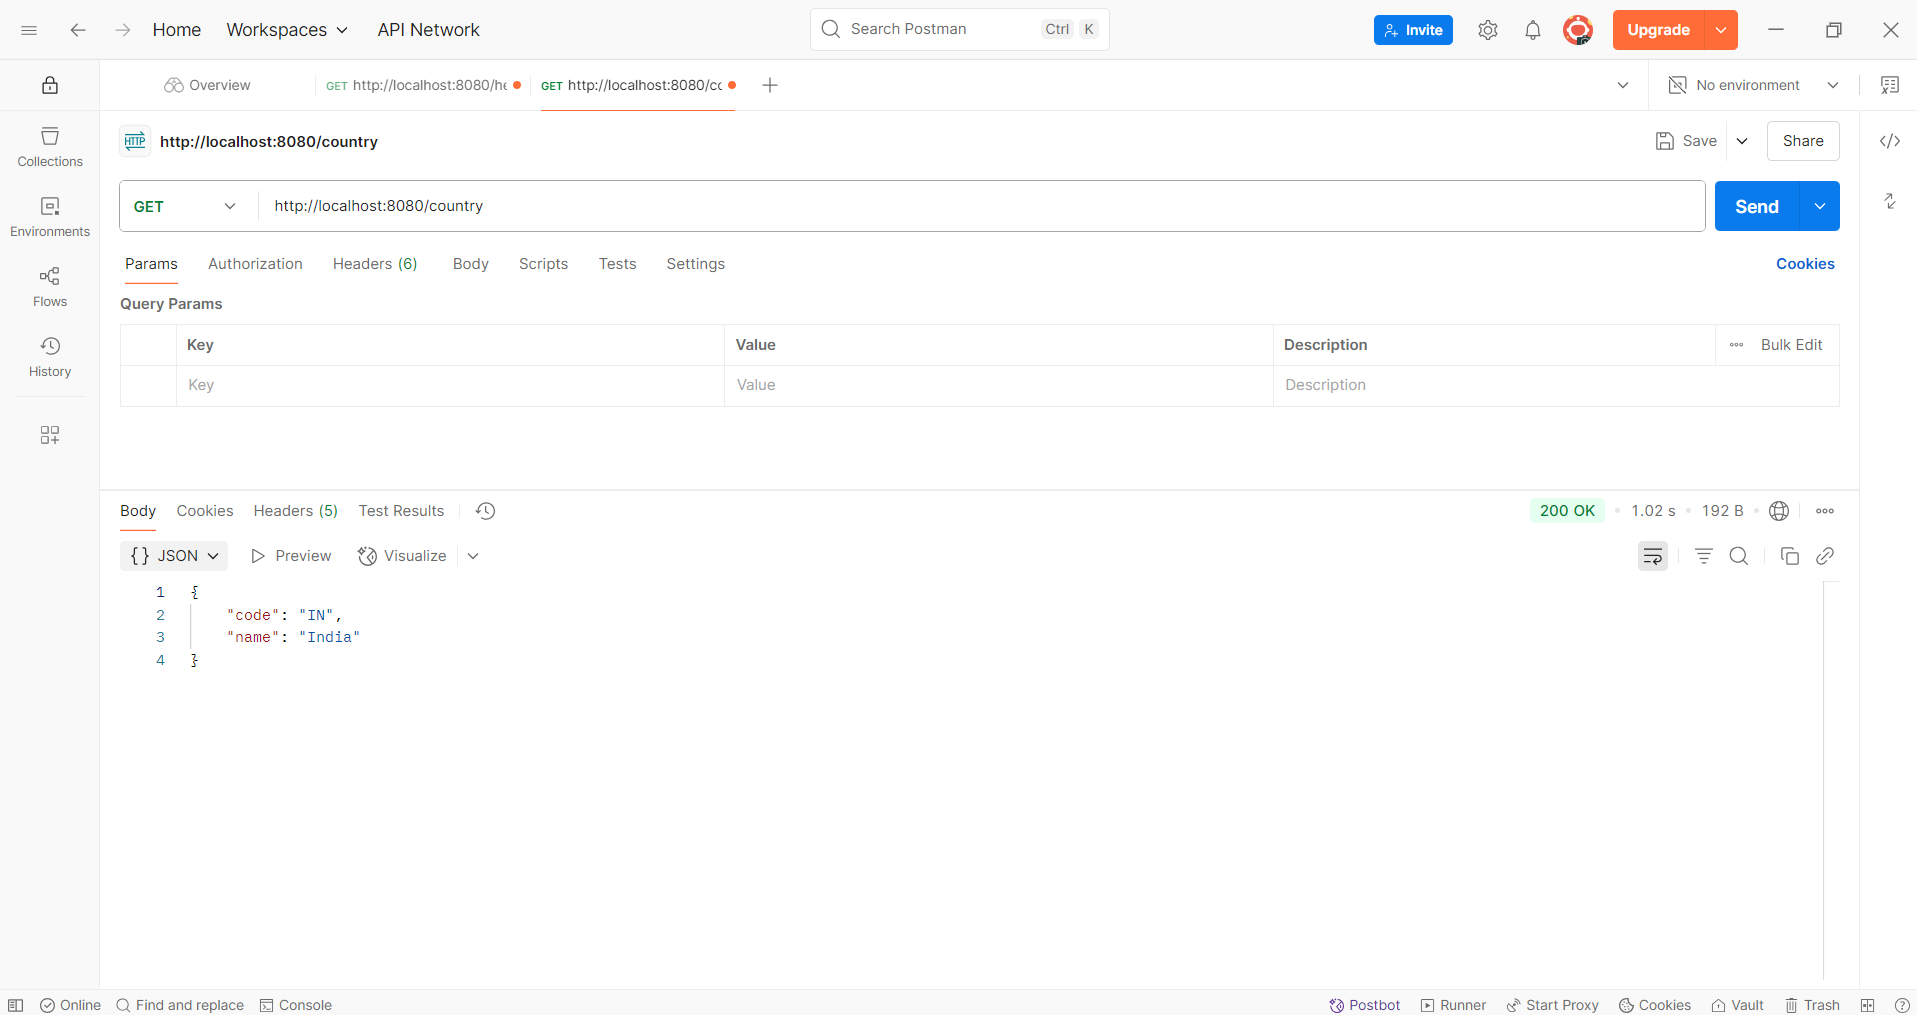 Home Workspaces API Network Search Postman Ctrl K Invite Upgrade
Overview GET http://localhost:8080/he GET http://localhost:8080/cc No environment
HTTP http://localhost:8080/country Save Share
GET http://localhost:8080/country Send
Params Authorization Headers (6) Body Scripts Tests Settings Cookies
Query Params
Key Value Description Bulk Edit
Key Value Description
Collections
Environments
Flows
History
Body Cookies Headers (5) Test Results 200 OK 1.02 s 192 B
{} JSON Preview Visualize
1 {
2 "code": "IN",
3 "name": "India"
4 }
Online Find and replace Console Postbot Runner Start Proxy Cookies Vault Trash